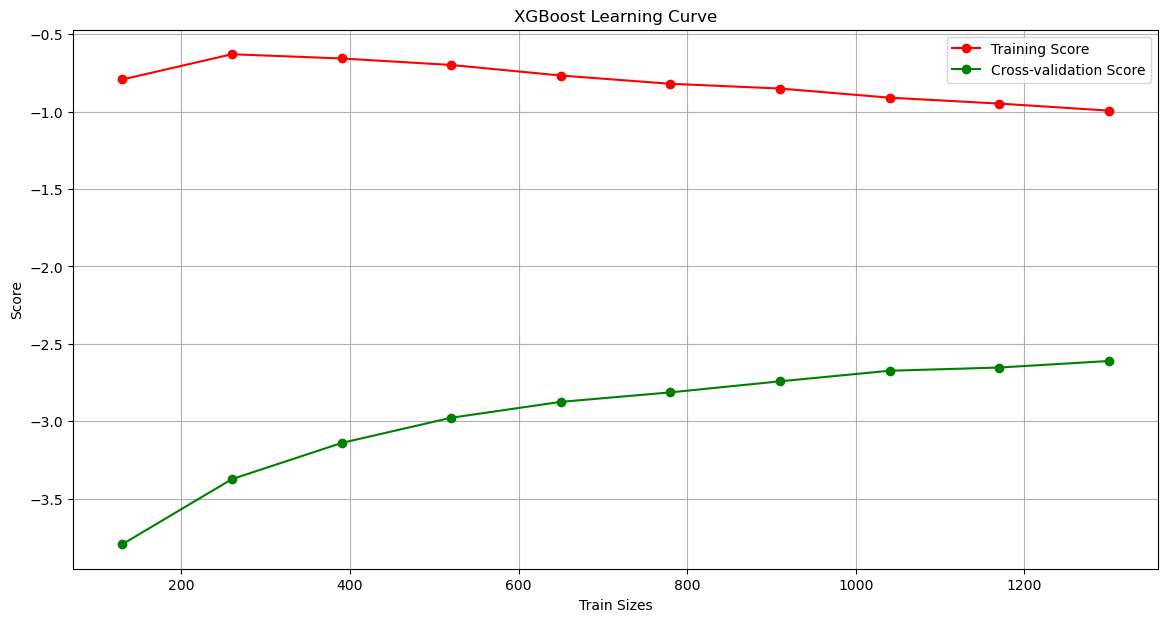 XGBoost Learning Curve
Training Score
Cross-validation Score
Score
−0.5
−1.0
−1.5
−2.0
−2.5
−3.0
−3.5
200 400 600 800 1000 1200
Train Sizes